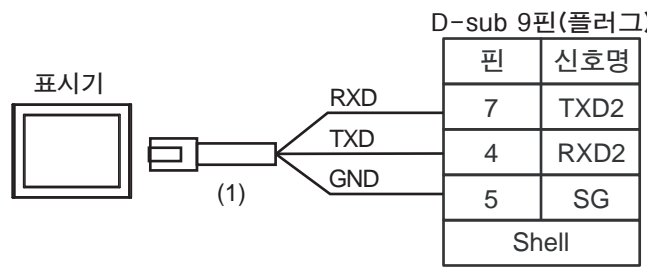 D-sub 9핀(플러그)
표시기
핀 신호명
RXD 7 TXD2
TXD 4 RXD2
GND 5 SG
(1)
Shell